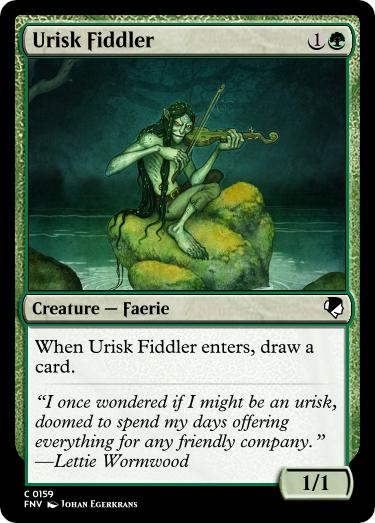 Urisk Fiddler 1
Creature — Faerie
When Urisk Fiddler enters, draw a
card.
“I once wondered if I might be an urisk,
doomed to spend my days offering
everything for any friendly company.”
—Lettie Wormwood
1/1
C 0159
FNV Johan Egerkrans